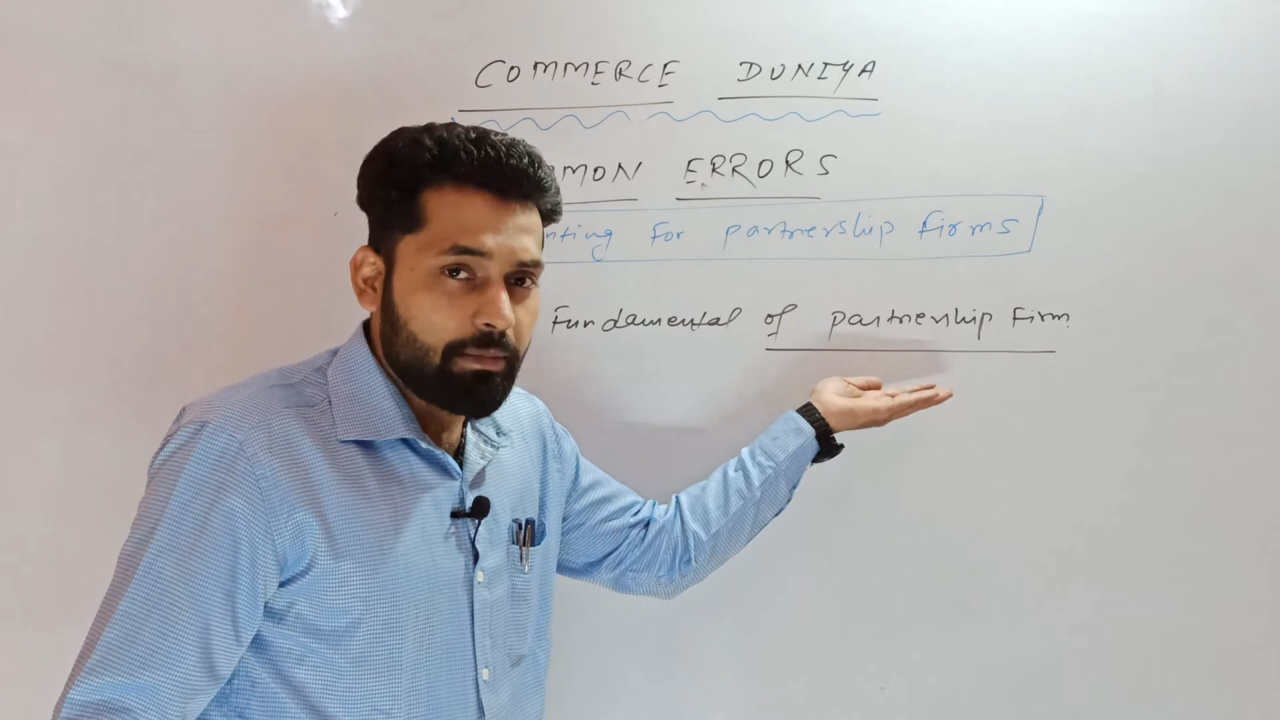 COMMERCE DUNIYA
MON ERRORS
nting for partnership firms
Fundamental of partnership Firm